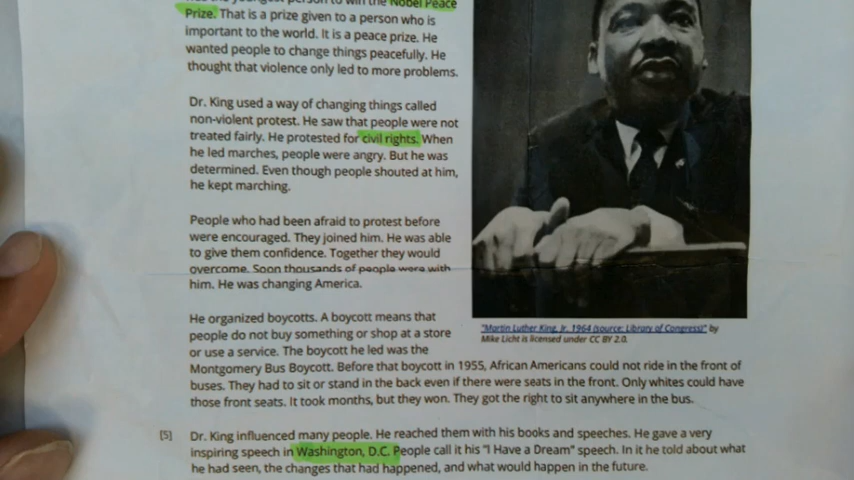 was the youngest person to win the Nobel Peace
Prize. That is a prize given to a person who is
important to the world. It is a peace prize. He
wanted people to change things peacefully. He
thought that violence only led to more problems.
Dr. King used a way of changing things called
non-violent protest. He saw that people were not
treated fairly. He protested for civil rights. When
he led marches, people were angry. But he was
determined. Even though people shouted at him,
he kept marching.
People who had been afraid to protest before
were encouraged. They joined him. He was able
to give them confidence. Together they would
overcome. Soon thousands of people were with
him. He was changing America.
He organized boycotts. A boycott means that
people do not buy something or shop at a store
or use a service. The boycott he led was the
Montgomery Bus Boycott. Before that boycott in 1955, African Americans could not ride in the front of
buses. They had to sit or stand in the back even if there were seats in the front. Only whites could have
those front seats. It took months, but they won. They got the right to sit anywhere in the bus.
"Martin Luther King, Jr. 1964 (source: Library of Congress)" by
Mike Licht is licensed under CC BY 2.0.
[5] Dr. King influenced many people. He reached them with his books and speeches. He gave a very
inspiring speech in Washington, D.C. People call it his "I Have a Dream" speech. In it he told about what
he had seen, the changes that had happened, and what would happen in the future.